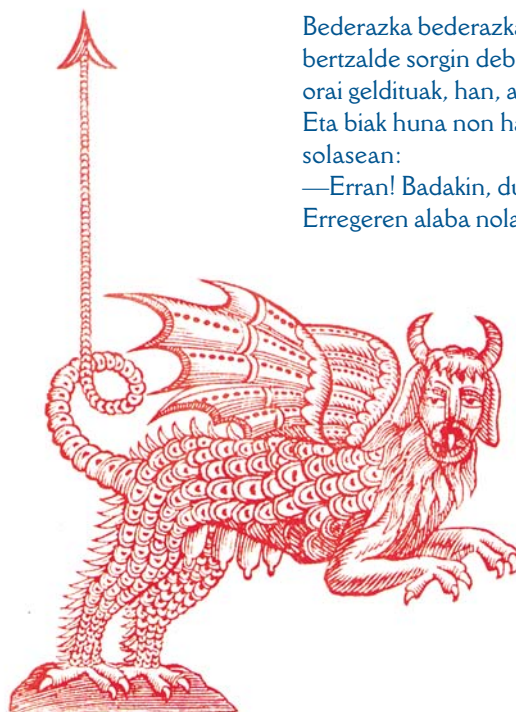 Bederazka bederazka
bertzalde sorgin deb
orai geldituak, han, a
Eta biak huna non ha
solasean:
—Erran! Badakin, du
Erregeren alaba nola